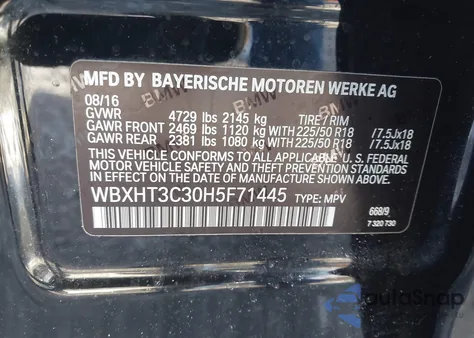 MFD BY BAYERISCHE MOTOREN WERKE AG
08/16
GVWR 4729 lbs 2145 kg TIRE / RIM
GAWR FRONT 2469 lbs 1120 kg WITH 225/50 R18 /7.5Jx18
GAWR REAR 2381 lbs 1080 kg WITH 225/50 R18 /7.5Jx18
THIS VEHICLE CONFORMS TO ALL APPLICABLE U.S. FEDERAL
MOTOR VEHICLE SAFETY, BUMPER, AND THEFT PREVENTION STANDARDS
IN EFFECT ON THE DATE OF MANUFACTURE SHOWN ABOVE.
WBXHT3C30H5F71445 TYPE: MPV
668/9
7 320 730
AutoSnap